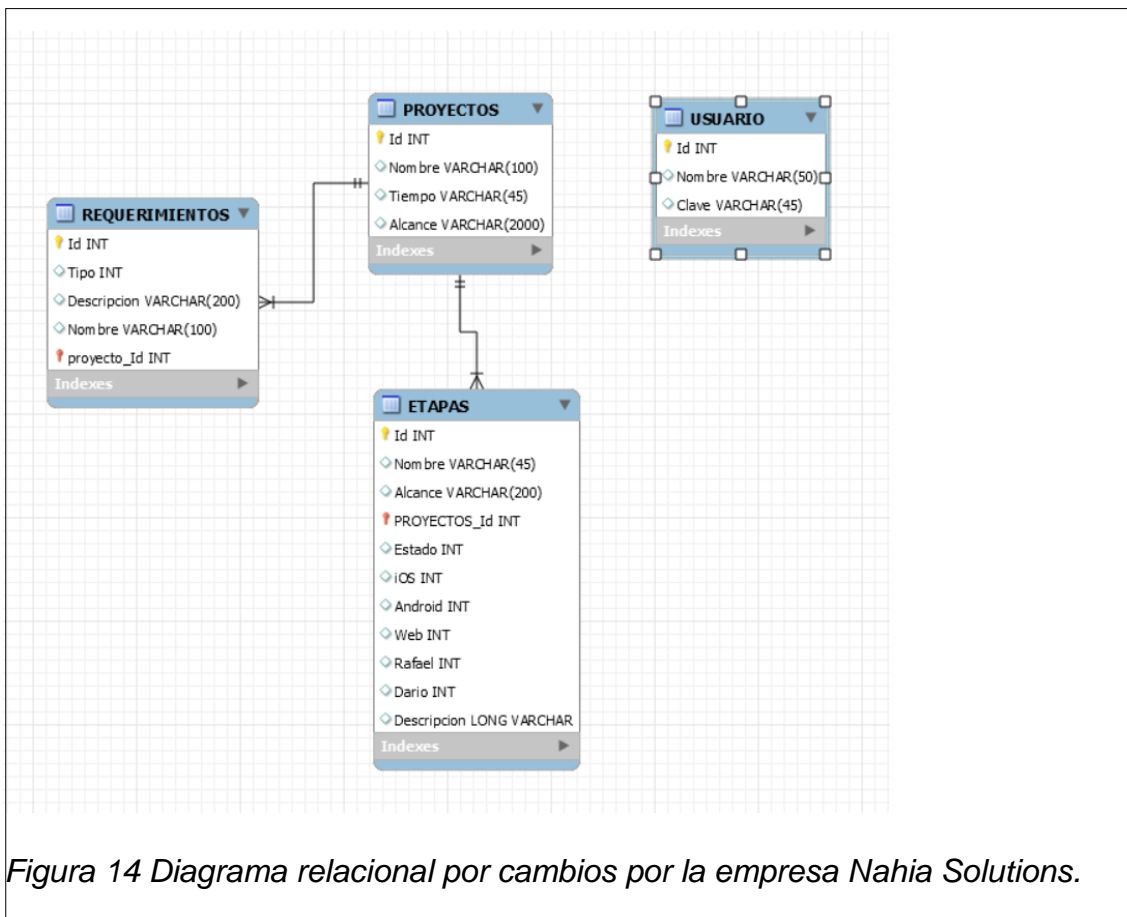 PROYECTOS
Id INT
Nombre VARCHAR(100)
Tiempo VARCHAR(45)
Alcance VARCHAR(2000)
Indexes
USUARIO
Id INT
Nombre VARCHAR(50)
Clave VARCHAR(45)
Indexes
REQUERIMIENTOS
Id INT
Tipo INT
Descripcion VARCHAR(200)
Nombre VARCHAR(100)
proyecto_Id INT
Indexes
ETAPAS
Id INT
Nombre VARCHAR(45)
Alcance VARCHAR(200)
PROYECTOS_Id INT
Estado INT
iOS INT
Android INT
Web INT
Rafael INT
Dario INT
Descripcion LONG VARCHAR
Indexes
Figura 14 Diagrama relacional por cambios por la empresa Nahia Solutions.